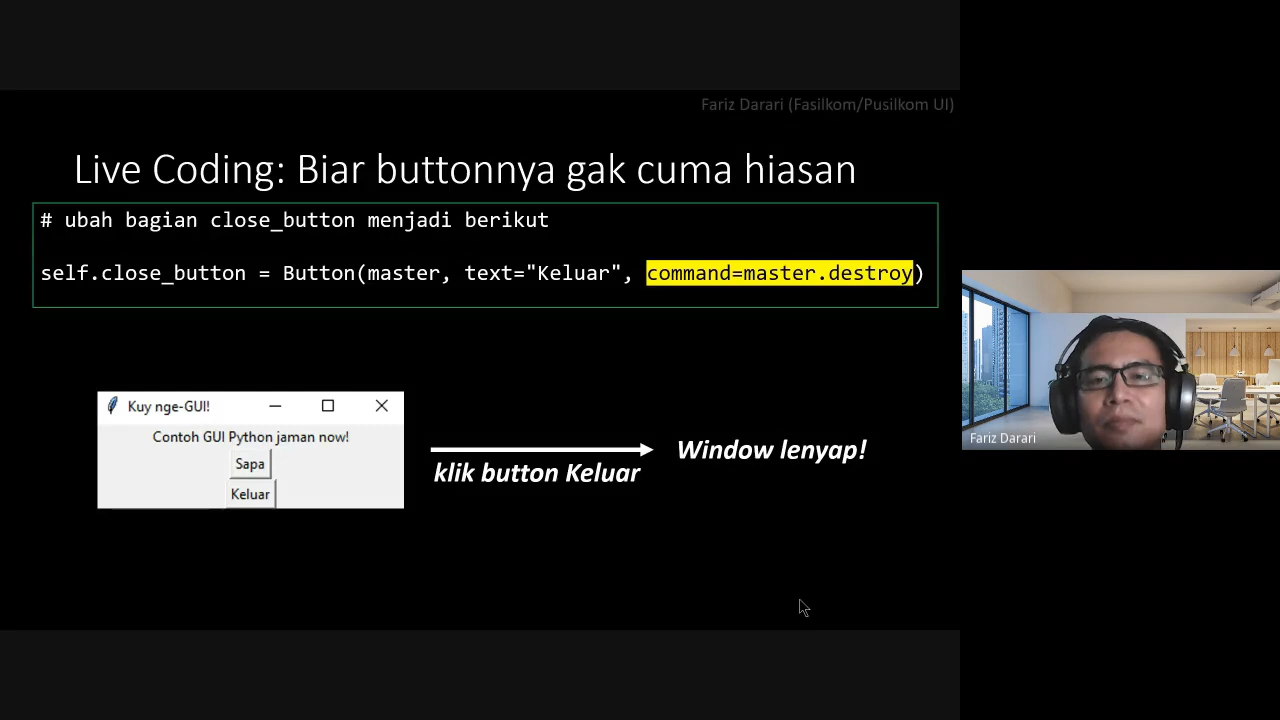 Fariz Darari (Fasilkom/Pusilkom UI)
Live Coding: Biar buttonnya gak cuma hiasan
# ubah bagian close_button menjadi berikut
self.close_button = Button(master, text="Keluar", command=master.destroy)
Kuy nge-GUI!
Contoh GUI Python jaman now!
Sapa
Keluar
klik button Keluar
Window lenyap!
Fariz Darari